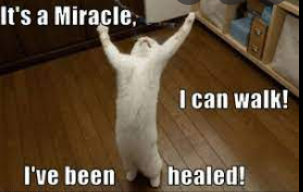 It's a Miracle,
I can walk!
I've been healed!